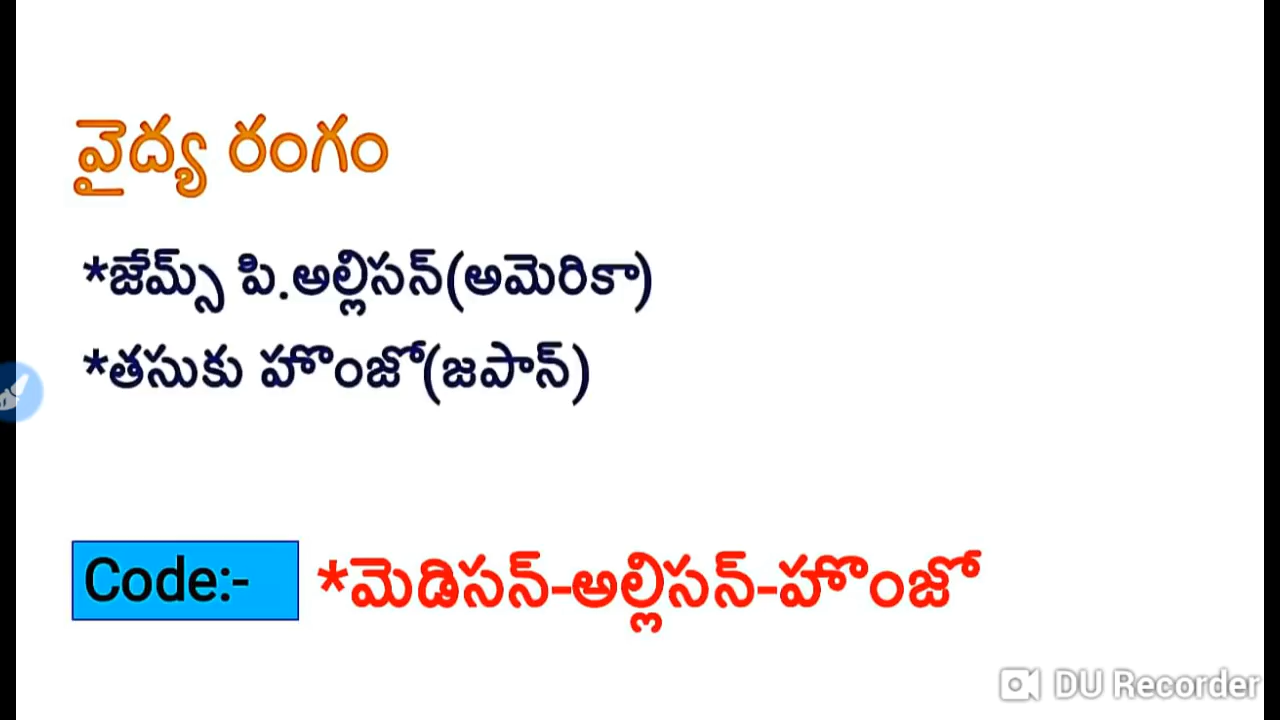 వైద్య రంగం
*జేమ్స్ పి.అల్లిసన్(అమెరికా)
*తసుకు హొంజో(జపాన్)
Code:- *మెడిసన్-అల్లిసన్-హొంజో
DU Recorder